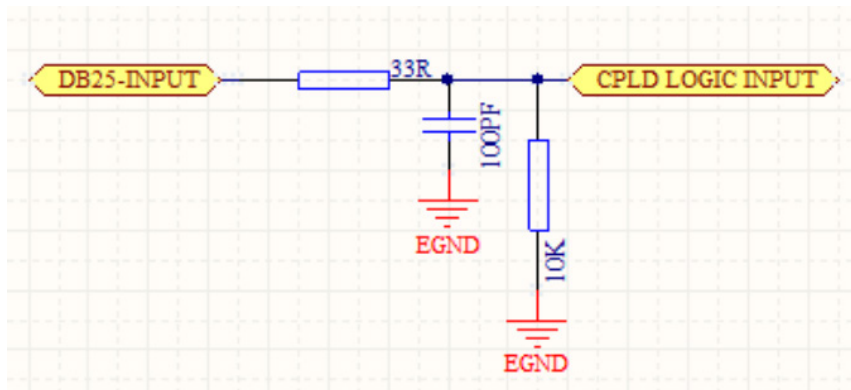 DB25-INPUT
33R
CPLD LOGIC INPUT
100PF
EGND
10K
EGND